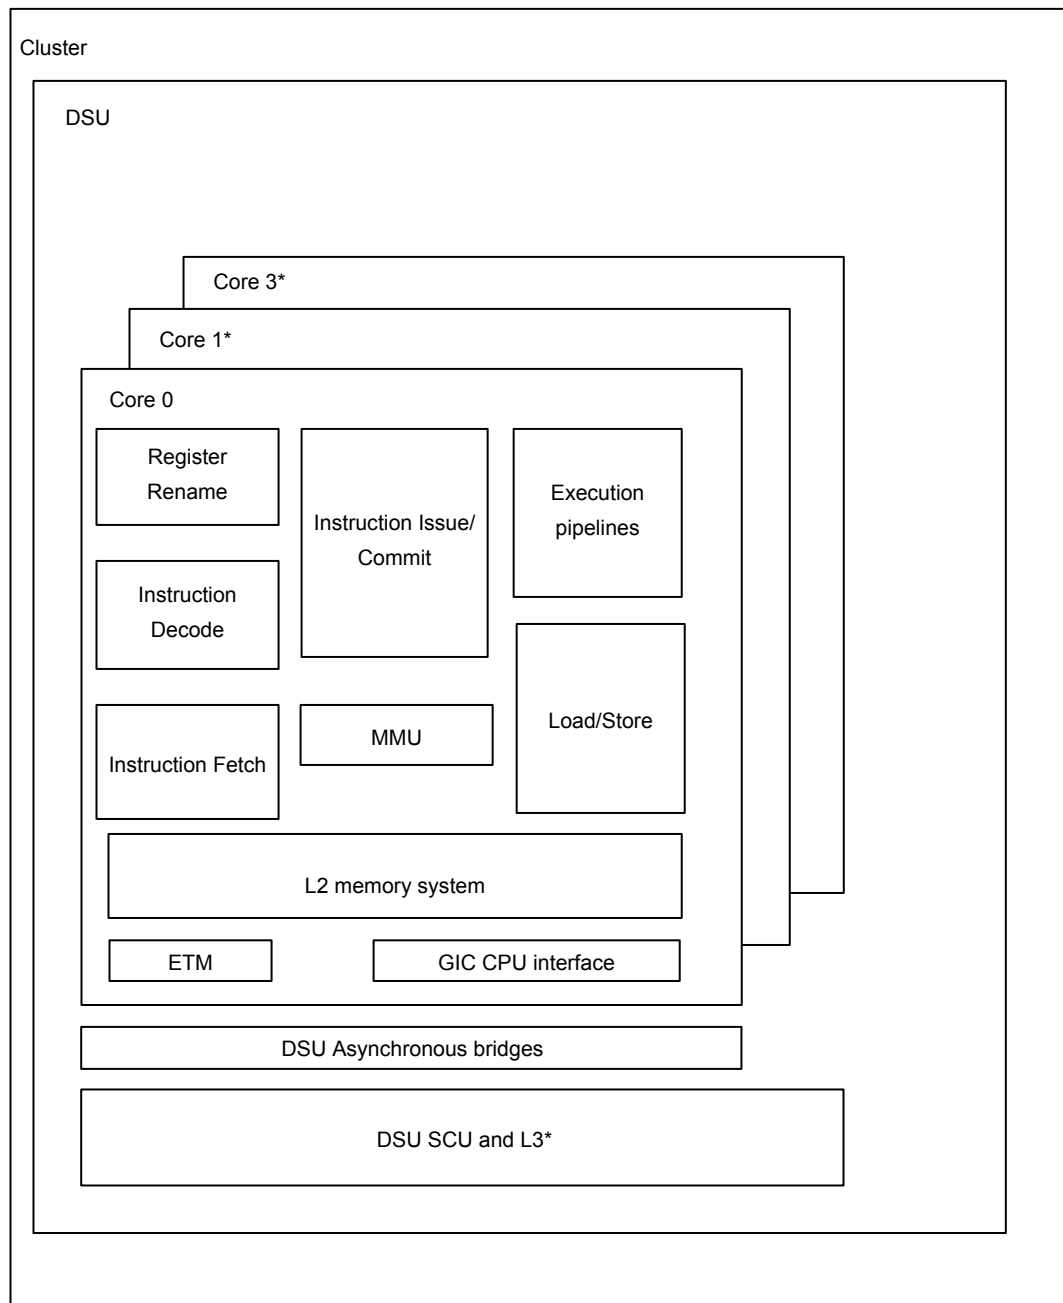 Cluster
DSU
Core 3*
Core 1*
Core 0
Register
Rename
Instruction Issue/
Commit
Execution
pipelines
Instruction
Decode
Load/Store
MMU
Instruction Fetch
L2 memory system
ETM
GIC CPU interface
DSU Asynchronous bridges
DSU SCU and L3*